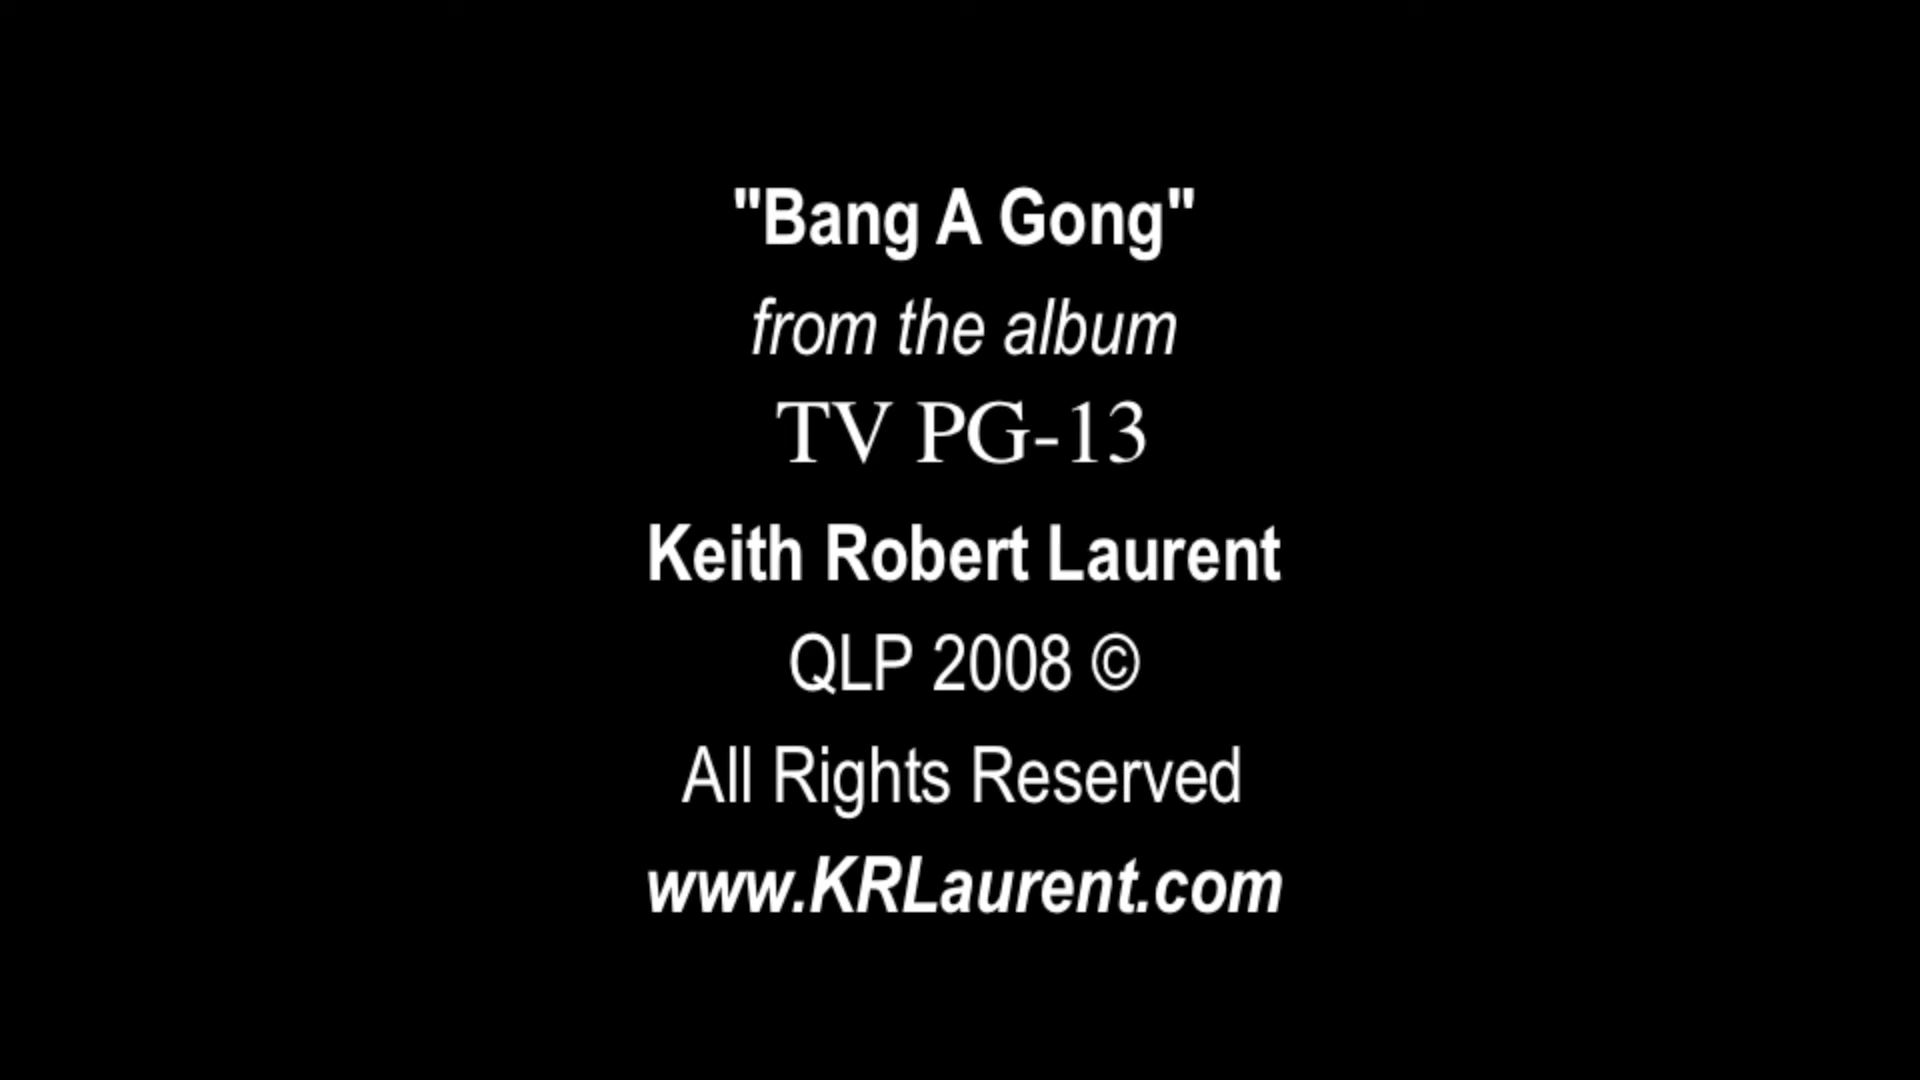 "Bang A Gong"
from the album
TV PG-13
Keith Robert Laurent
QLP 2008 ©
All Rights Reserved
www.KRLaurent.com